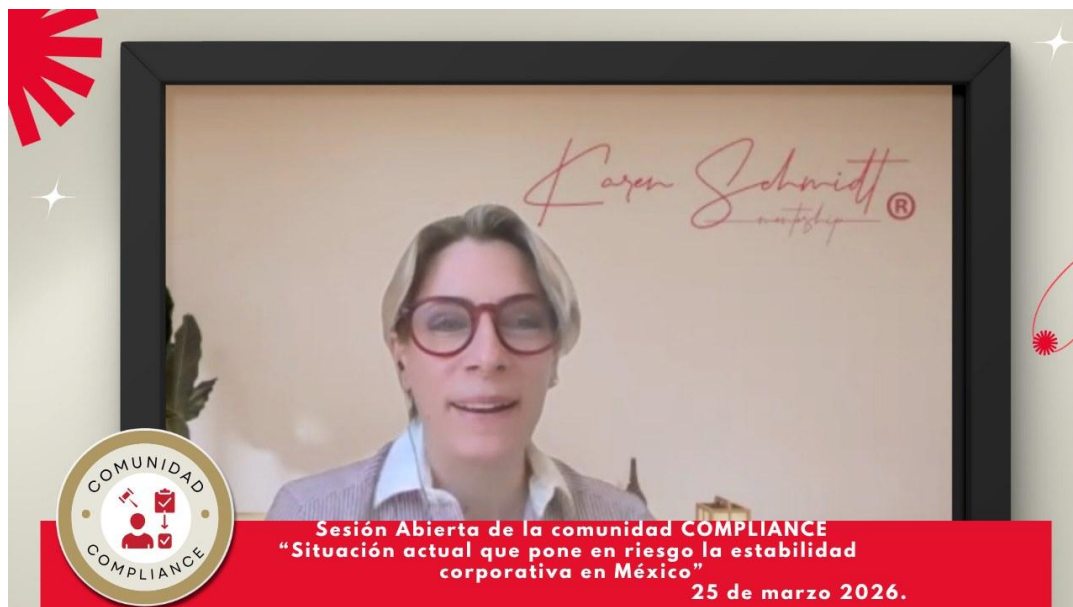 Karen Schmidt ®
mentorship
COMUNIDAD
COMPLIANCE
Sesión Abierta de la comunidad COMPLIANCE
“Situación actual que pone en riesgo la estabilidad
corporativa en México”
25 de marzo 2026.